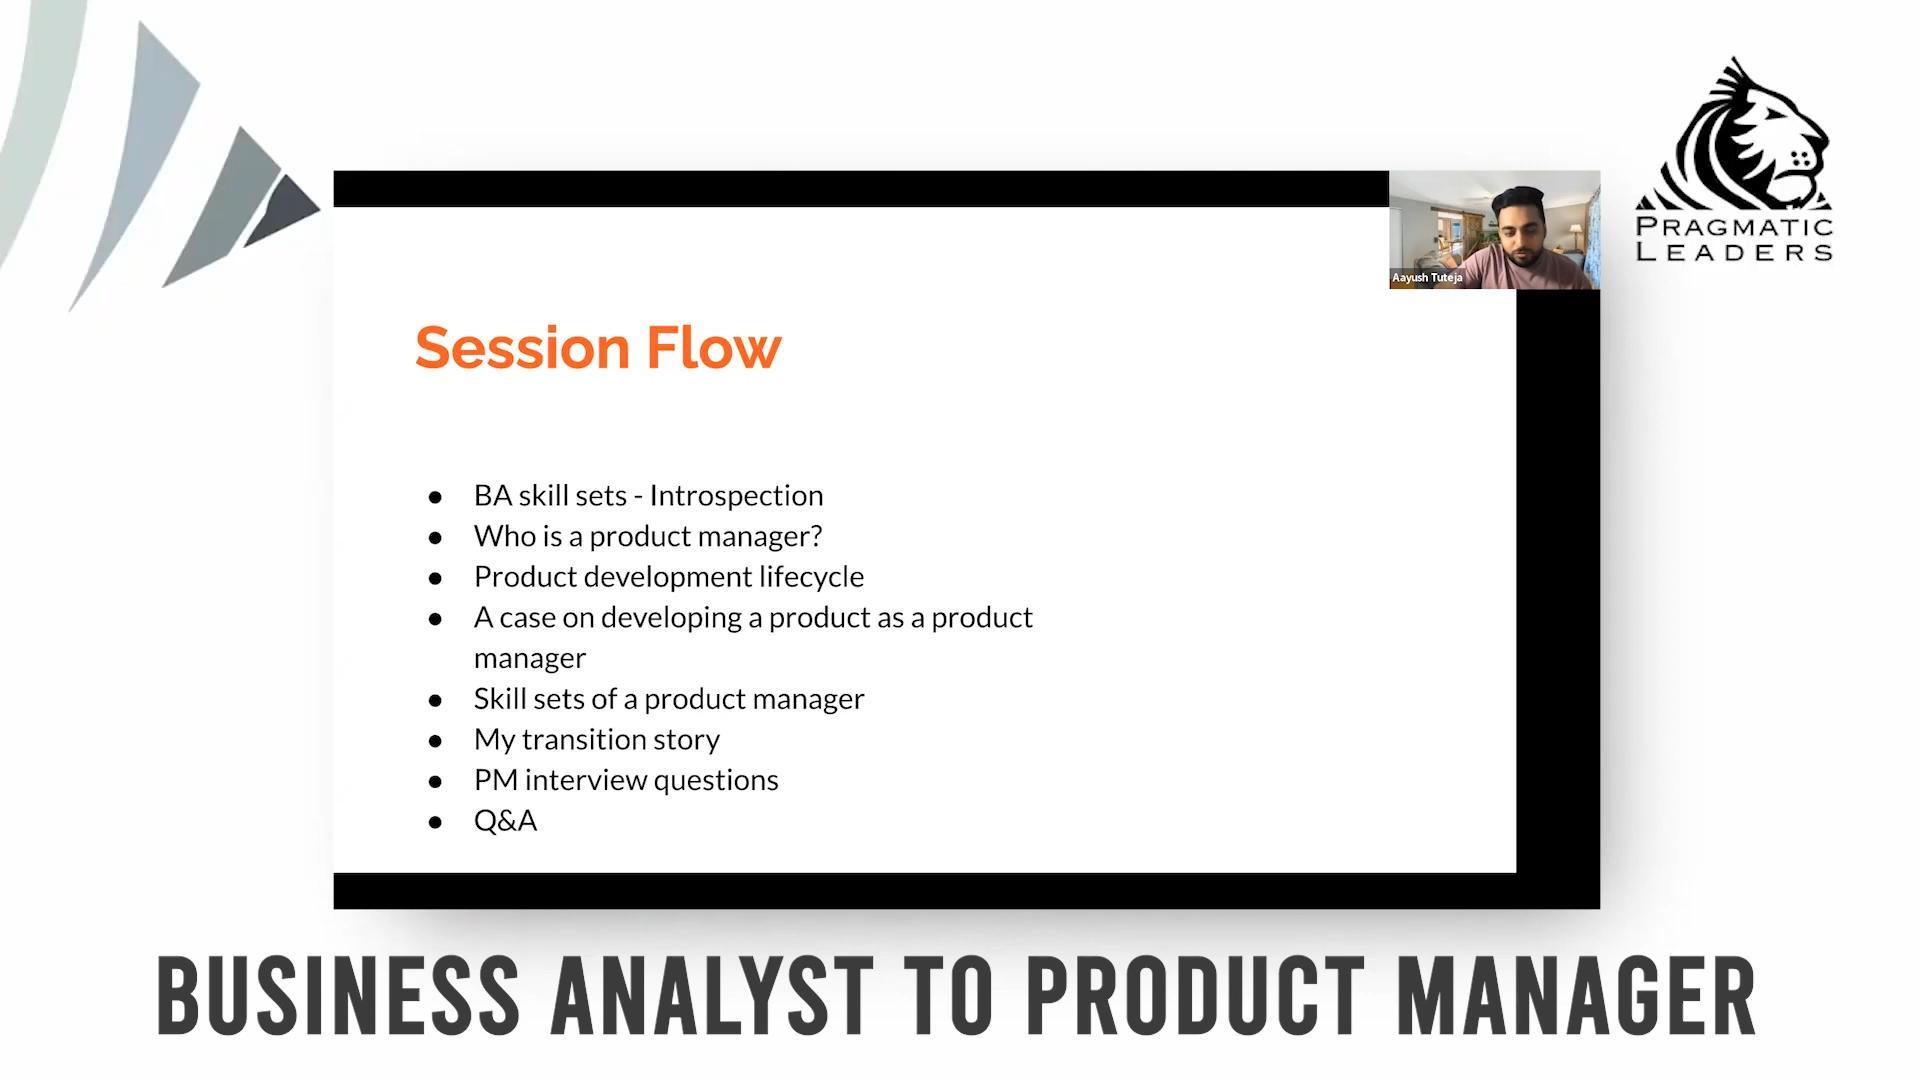 PRAGMATIC
LEADERS
Aayush Tuteja
Session Flow
● BA skill sets - Introspection
● Who is a product manager?
● Product development lifecycle
● A case on developing a product as a product
manager
● Skill sets of a product manager
● My transition story
● PM interview questions
● Q&A
BUSINESS ANALYST TO PRODUCT MANAGER